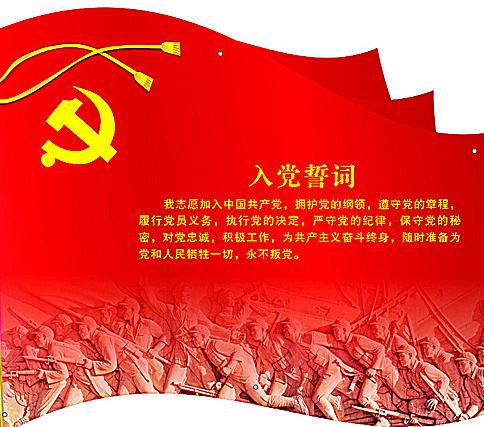 入党誓词
我志愿加入中国共产党，拥护党的纲领，遵守党的章程，
履行党员义务，执行党的决定，严守党的纪律，保守党的秘
密，对党忠诚，积极工作，为共产主义奋斗终身，随时准备为
党和人民牺牲一切，永不叛党。